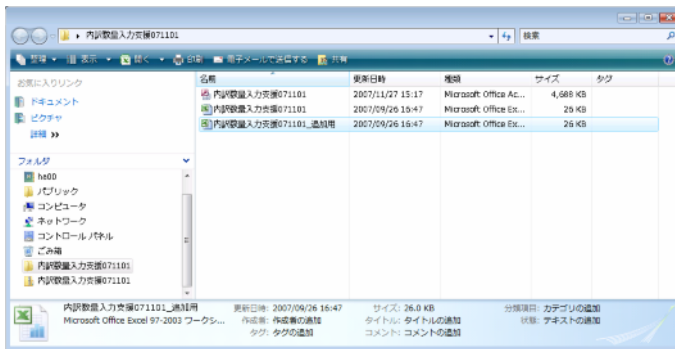 内訳数量入力支援071101
検索
整理 表示 開く 印刷 電子メールで送信する 共有
お気に入りリンク
ドキュメント
ピクチャ
詳細 >>
フォルダ
名前 更新日時 種類 サイズ タグ
内訳数量入力支援071101 2007/11/27 15:17 Microsoft Office Ac... 4,688 KB
内訳数量入力支援071101 2007/09/26 16:47 Microsoft Office Ex... 26 KB
内訳数量入力支援071101_追加用 2007/09/26 16:47 Microsoft Office Ex... 26 KB
パブリック
コンピュータ
ネットワーク
コントロール パネル
ごみ箱
内訳数量入力支援071101
内訳数量入力支援071101
内訳数量入力支援071101_追加用 更新日時: 2007/09/26 16:47 サイズ: 26.0 KB 分類項目: カテゴリの追加
Microsoft Office Excel 97-2003 ワークシ... 作成者: 作成者の追加 タイトル: タイトルの追加 状態: テキストの追加
タグ: タグの追加 コメント: コメントの追加